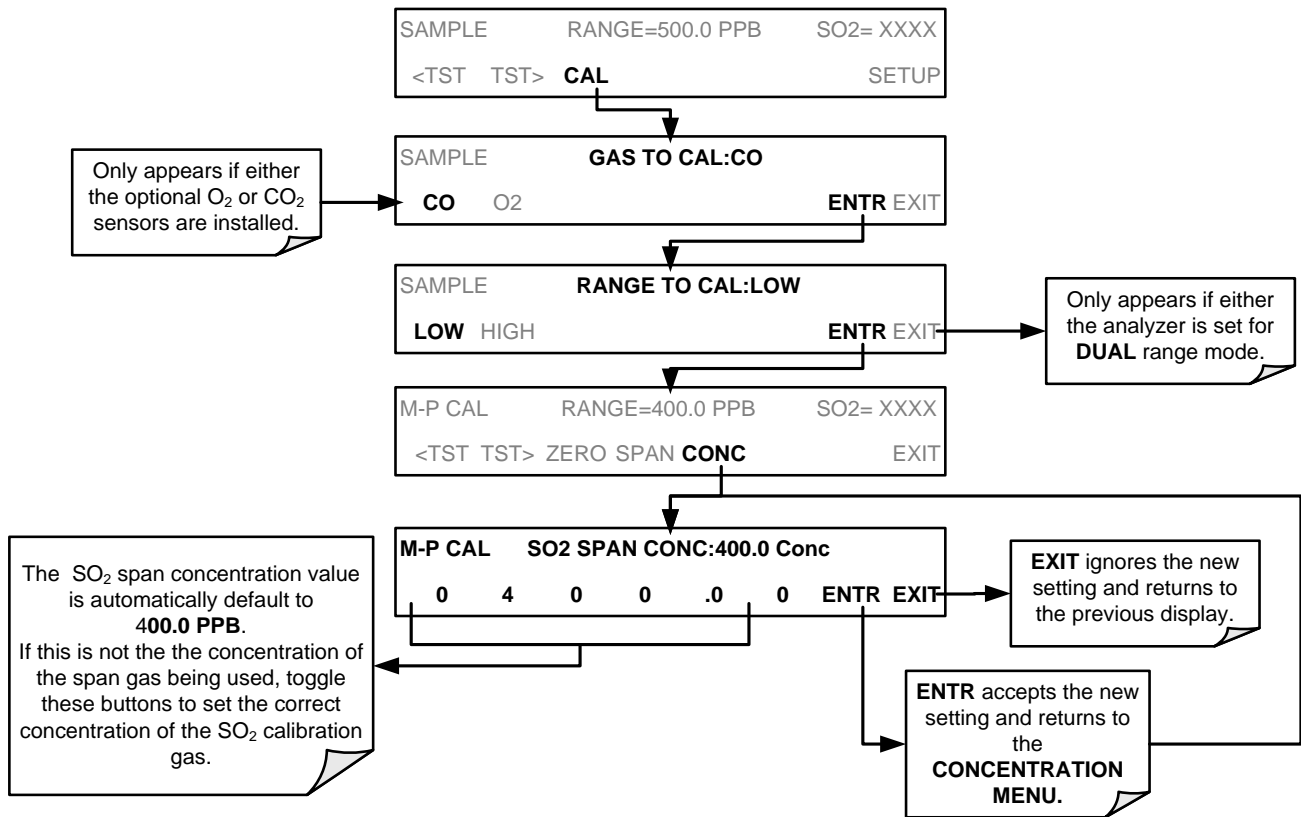 SAMPLE RANGE=500.0 PPB SO2= XXXX
<TST TST> CAL SETUP
SAMPLE GAS TO CAL:CO
CO O2 ENTR EXIT
Only appears if either
the optional O₂ or CO₂
sensors are installed.
SAMPLE RANGE TO CAL:LOW
LOW HIGH ENTR EXIT
Only appears if either
the analyzer is set for
DUAL range mode.
M-P CAL RANGE=400.0 PPB SO2= XXXX
<TST TST> ZERO SPAN CONC EXIT
M-P CAL SO2 SPAN CONC:400.0 Conc
0 4 0 0 .0 0 ENTR EXIT
The SO₂ span concentration value
is automatically default to
400.0 PPB.
If this is not the the concentration of
the span gas being used, toggle
these buttons to set the correct
concentration of the SO₂ calibration
gas.
EXIT ignores the new
setting and returns to
the previous display.
ENTR accepts the new
setting and returns to
the
CONCENTRATION
MENU.